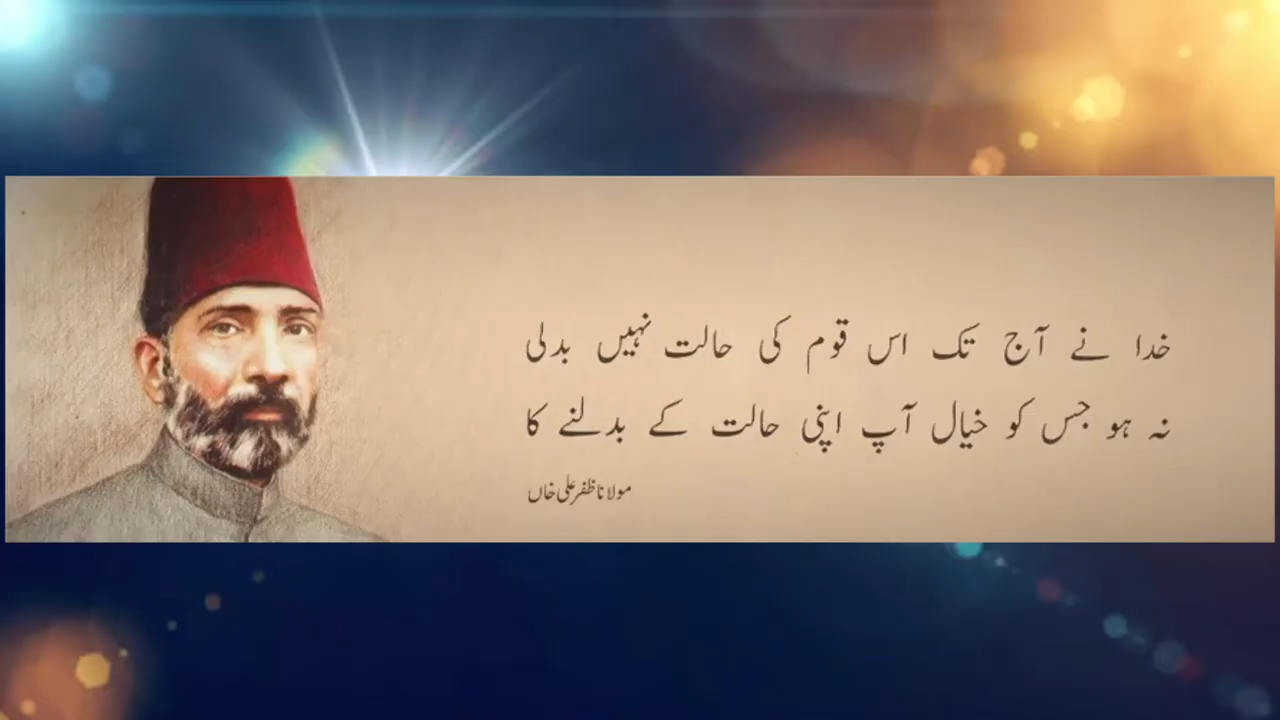 خدا نے آج تک اس قوم کی حالت نہیں بدلی
نہ ہو جس کو خیال آپ اپنی حالت کے بدلنے کا
مولانا ظفر علی خاں